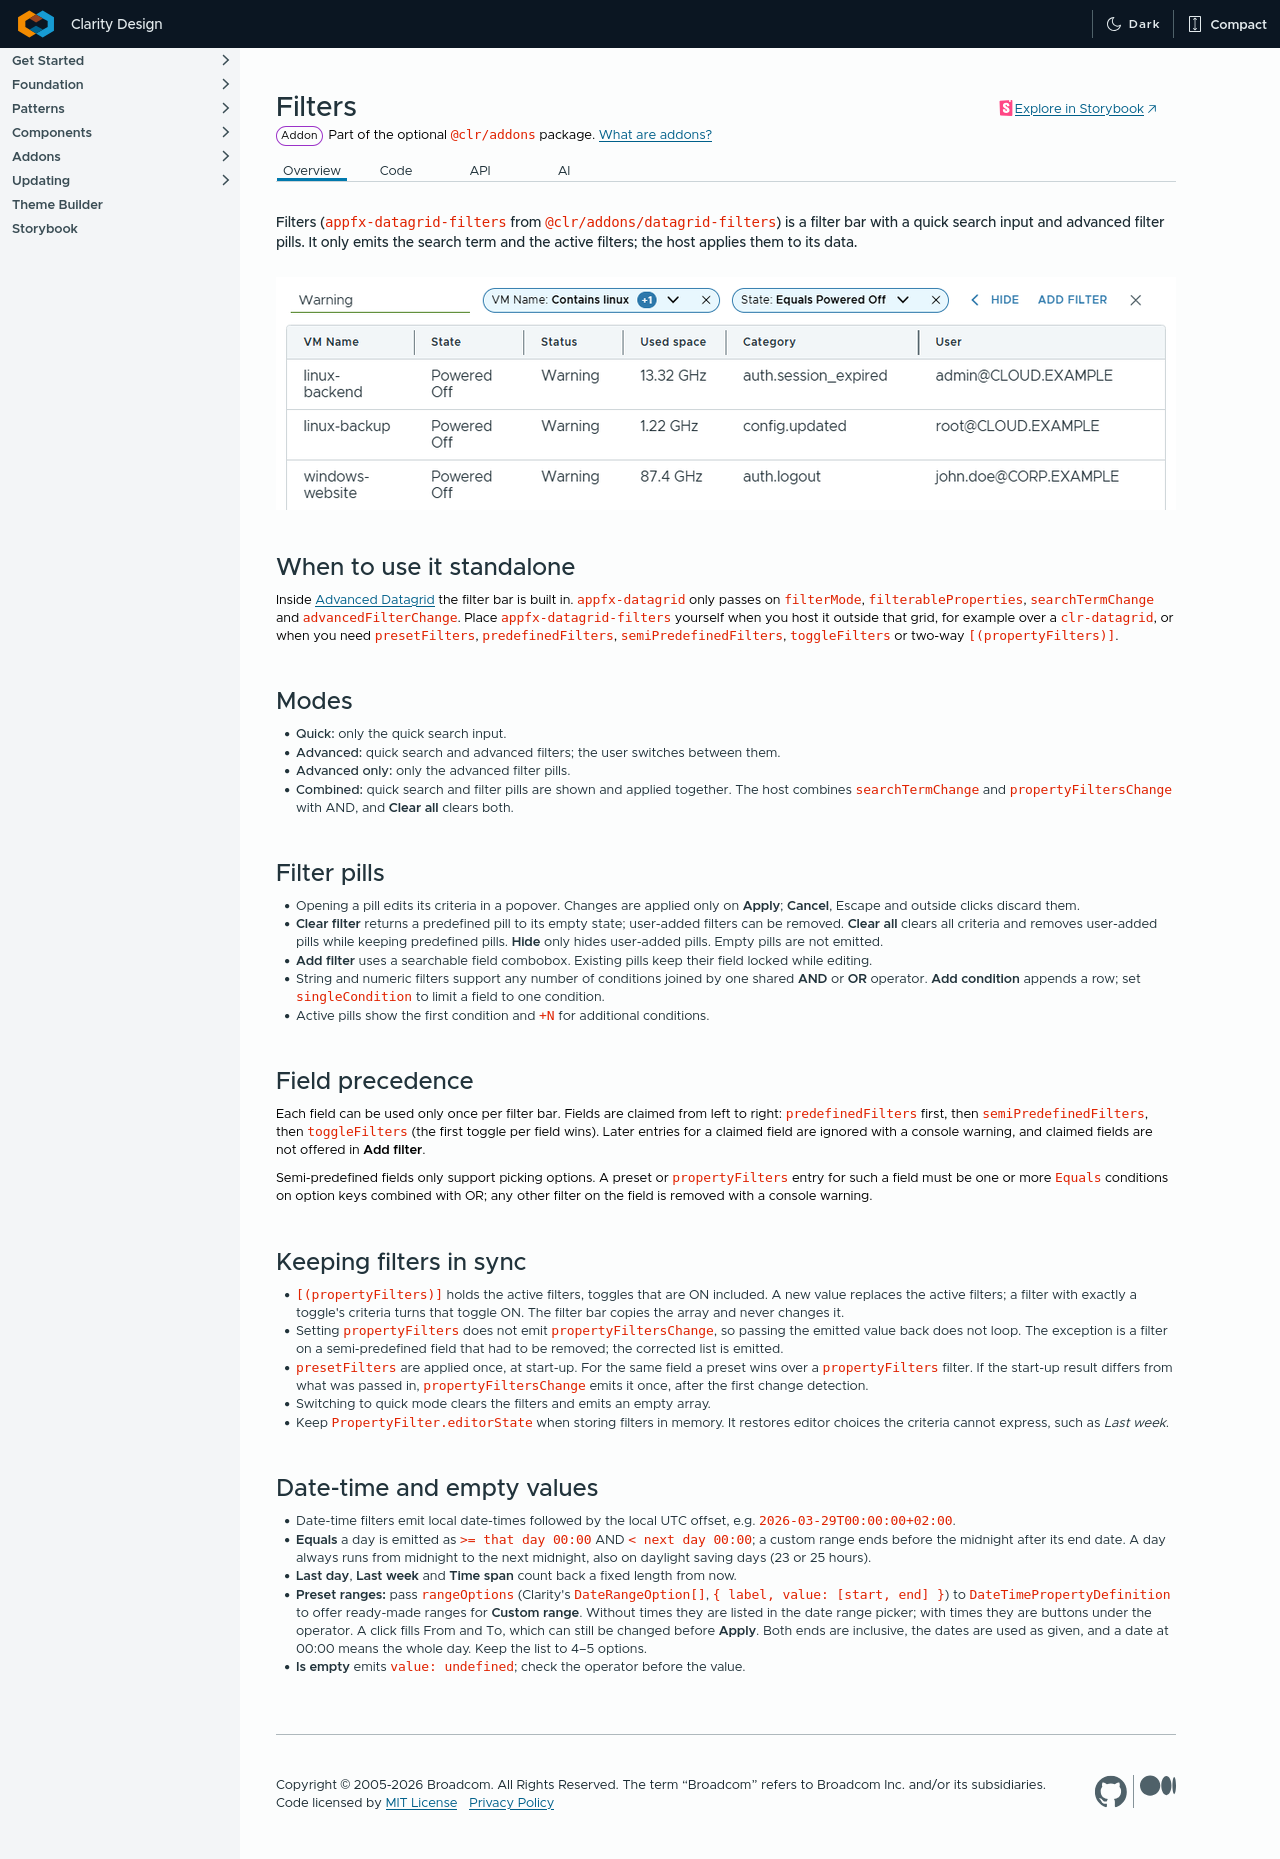 Clarity Design
Dark
Compact
Get Started
Foundation
Patterns
Components
Addons
Updating
Theme Builder
Storybook
Filters
Explore in Storybook
Addon Part of the optional @clr/addons package. What are addons?
Overview Code API AI
Filters (appfx-datagrid-filters from @clr/addons/datagrid-filters) is a filter bar with a quick search input and advanced filter
pills. It only emits the search term and the active filters; the host applies them to its data.
Warning VM Name: Contains linux +1 State: Equals Powered Off HIDE ADD FILTER
VM Name State Status Used space Category User
linux-
backend Powered
Off Warning 13.32 GHz auth.session_expired admin@CLOUD.EXAMPLE
linux-backup Powered
Off Warning 1.22 GHz config.updated root@CLOUD.EXAMPLE
windows-
website Powered
Off Warning 87.4 GHz auth.logout john.doe@CORP.EXAMPLE
When to use it standalone
Inside Advanced Datagrid the filter bar is built in. appfx-datagrid only passes on filterMode, filterableProperties, searchTermChange
and advancedFilterChange. Place appfx-datagrid-filters yourself when you host it outside that grid, for example over a clr-datagrid, or
when you need presetFilters, predefinedFilters, semiPredefinedFilters, toggleFilters or two-way [(propertyFilters)].
Modes
• Quick: only the quick search input.
• Advanced: quick search and advanced filters; the user switches between them.
• Advanced only: only the advanced filter pills.
• Combined: quick search and filter pills are shown and applied together. The host combines searchTermChange and propertyFiltersChange
with AND, and Clear all clears both.
Filter pills
• Opening a pill edits its criteria in a popover. Changes are applied only on Apply; Cancel, Escape and outside clicks discard them.
• Clear filter returns a predefined pill to its empty state; user-added filters can be removed. Clear all clears all criteria and removes user-added
pills while keeping predefined pills. Hide only hides user-added pills. Empty pills are not emitted.
• Add filter uses a searchable field combobox. Existing pills keep their field locked while editing.
• String and numeric filters support any number of conditions joined by one shared AND or OR operator. Add condition appends a row; set
singleCondition to limit a field to one condition.
• Active pills show the first condition and +N for additional conditions.
Field precedence
Each field can be used only once per filter bar. Fields are claimed from left to right: predefinedFilters first, then semiPredefinedFilters,
then toggleFilters (the first toggle per field wins). Later entries for a claimed field are ignored with a console warning, and claimed fields are
not offered in Add filter.
Semi-predefined fields only support picking options. A preset or propertyFilters entry for such a field must be one or more Equals conditions
on option keys combined with OR; any other filter on the field is removed with a console warning.
Keeping filters in sync
• [(propertyFilters)] holds the active filters, toggles that are ON included. A new value replaces the active filters; a filter with exactly a
toggle's criteria turns that toggle ON. The filter bar copies the array and never changes it.
• Setting propertyFilters does not emit propertyFiltersChange, so passing the emitted value back does not loop. The exception is a filter
on a semi-predefined field that had to be removed; the corrected list is emitted.
• presetFilters are applied once, at start-up. For the same field a preset wins over a propertyFilters filter. If the start-up result differs from
what was passed in, propertyFiltersChange emits it once, after the first change detection.
• Switching to quick mode clears the filters and emits an empty array.
• Keep PropertyFilter.editorState when storing filters in memory. It restores editor choices the criteria cannot express, such as Last week.
Date-time and empty values
• Date-time filters emit local date-times followed by the local UTC offset, e.g. 2026-03-29T00:00:00+02:00.
• Equals a day is emitted as >= that day 00:00 AND < next day 00:00; a custom range ends before the midnight after its end date. A day
always runs from midnight to the next midnight, also on daylight saving days (23 or 25 hours).
• Last day, Last week and Time span count back a fixed length from now.
• Preset ranges: pass rangeOptions (Clarity's DateRangeOption[], { label, value: [start, end] }) to DateTimePropertyDefinition
to offer ready-made ranges for Custom range. Without times they are listed in the date range picker; with times they are buttons under the
operator. A click fills From and To, which can still be changed before Apply. Both ends are inclusive, the dates are used as given, and a date at
00:00 means the whole day. Keep the list to 4–5 options.
• Is empty emits value: undefined; check the operator before the value.
Copyright © 2005-2026 Broadcom. All Rights Reserved. The term “Broadcom” refers to Broadcom Inc. and/or its subsidiaries.
Code licensed by MIT License Privacy Policy